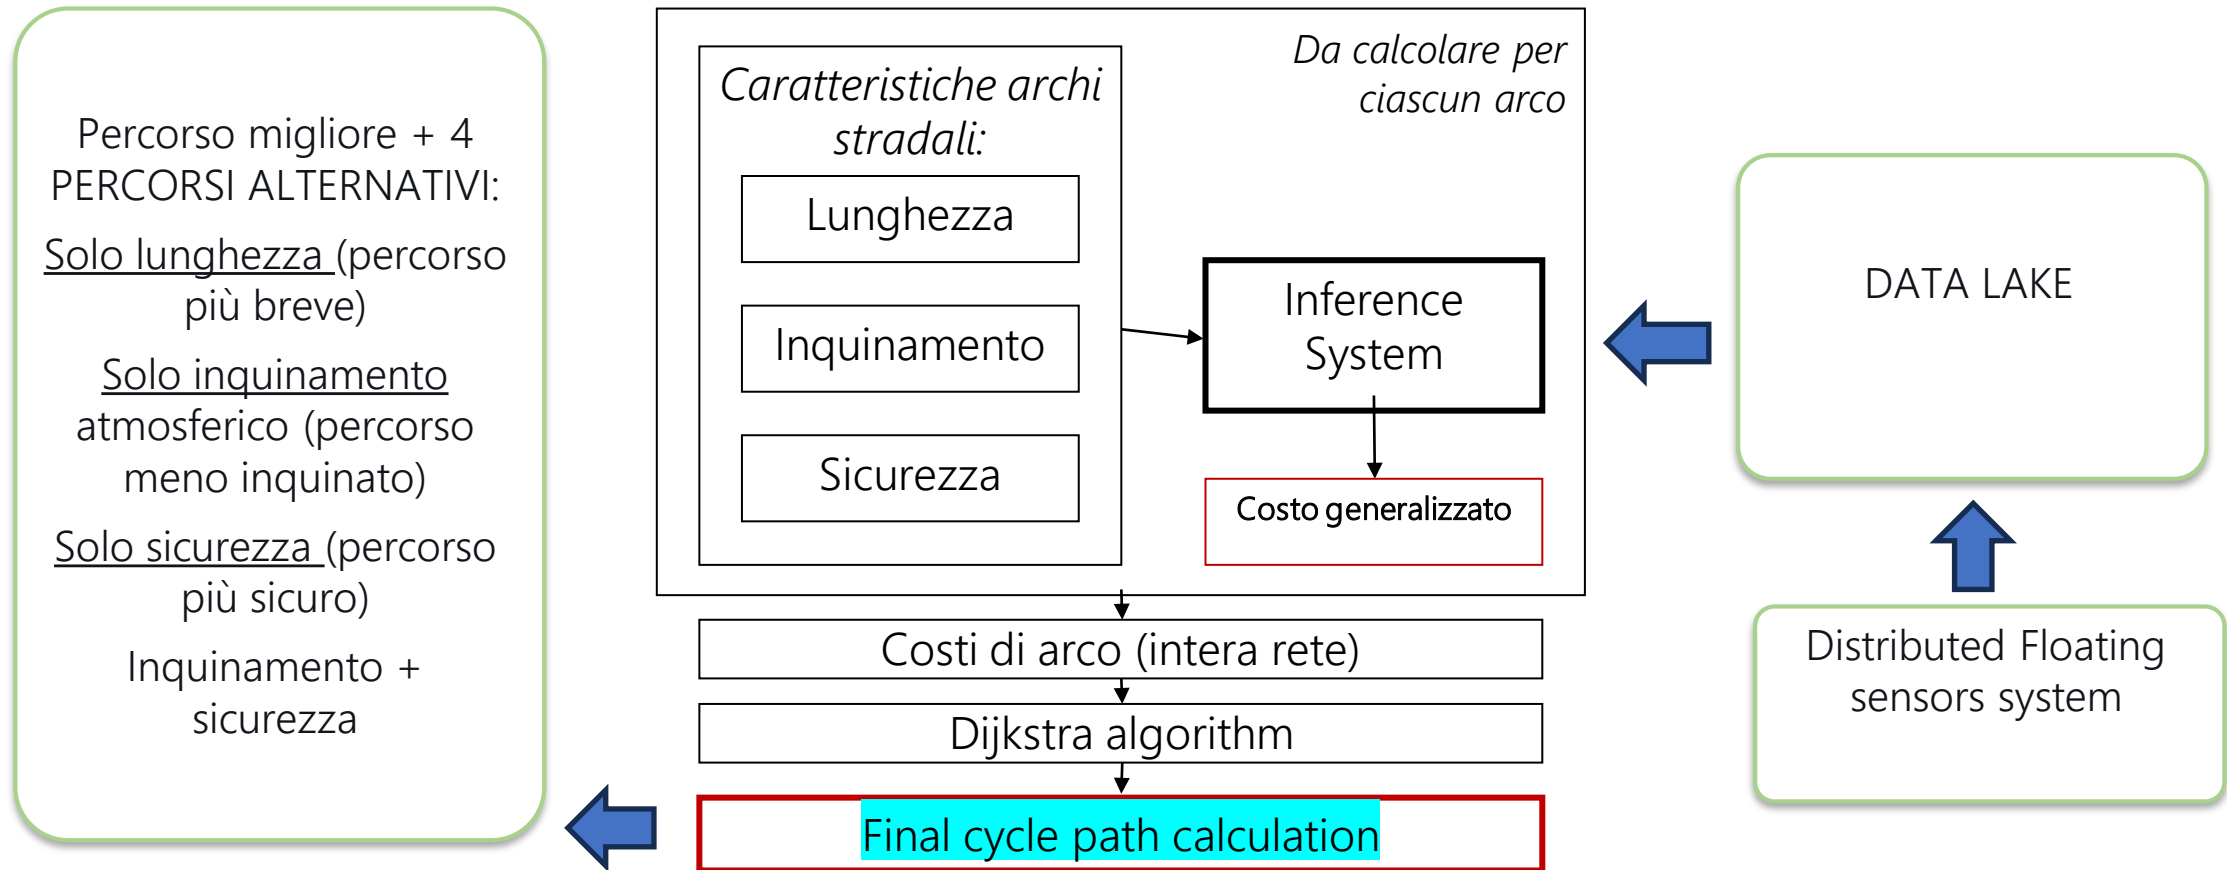 Percorso migliore + 4
PERCORSI ALTERNATIVI:
Solo lunghezza (percorso
più breve)
Solo inquinamento
atmosferico (percorso
meno inquinato)
Solo sicurezza (percorso
più sicuro)
Inquinamento +
sicurezza
Da calcolare per
ciascun arco
Caratteristiche archi
stradali:
Lunghezza
Inquinamento
Sicurezza
Inference
System
Costo generalizzato
Costi di arco (intera rete)
Dijkstra algorithm
Final cycle path calculation
DATA LAKE
Distributed Floating
sensors system